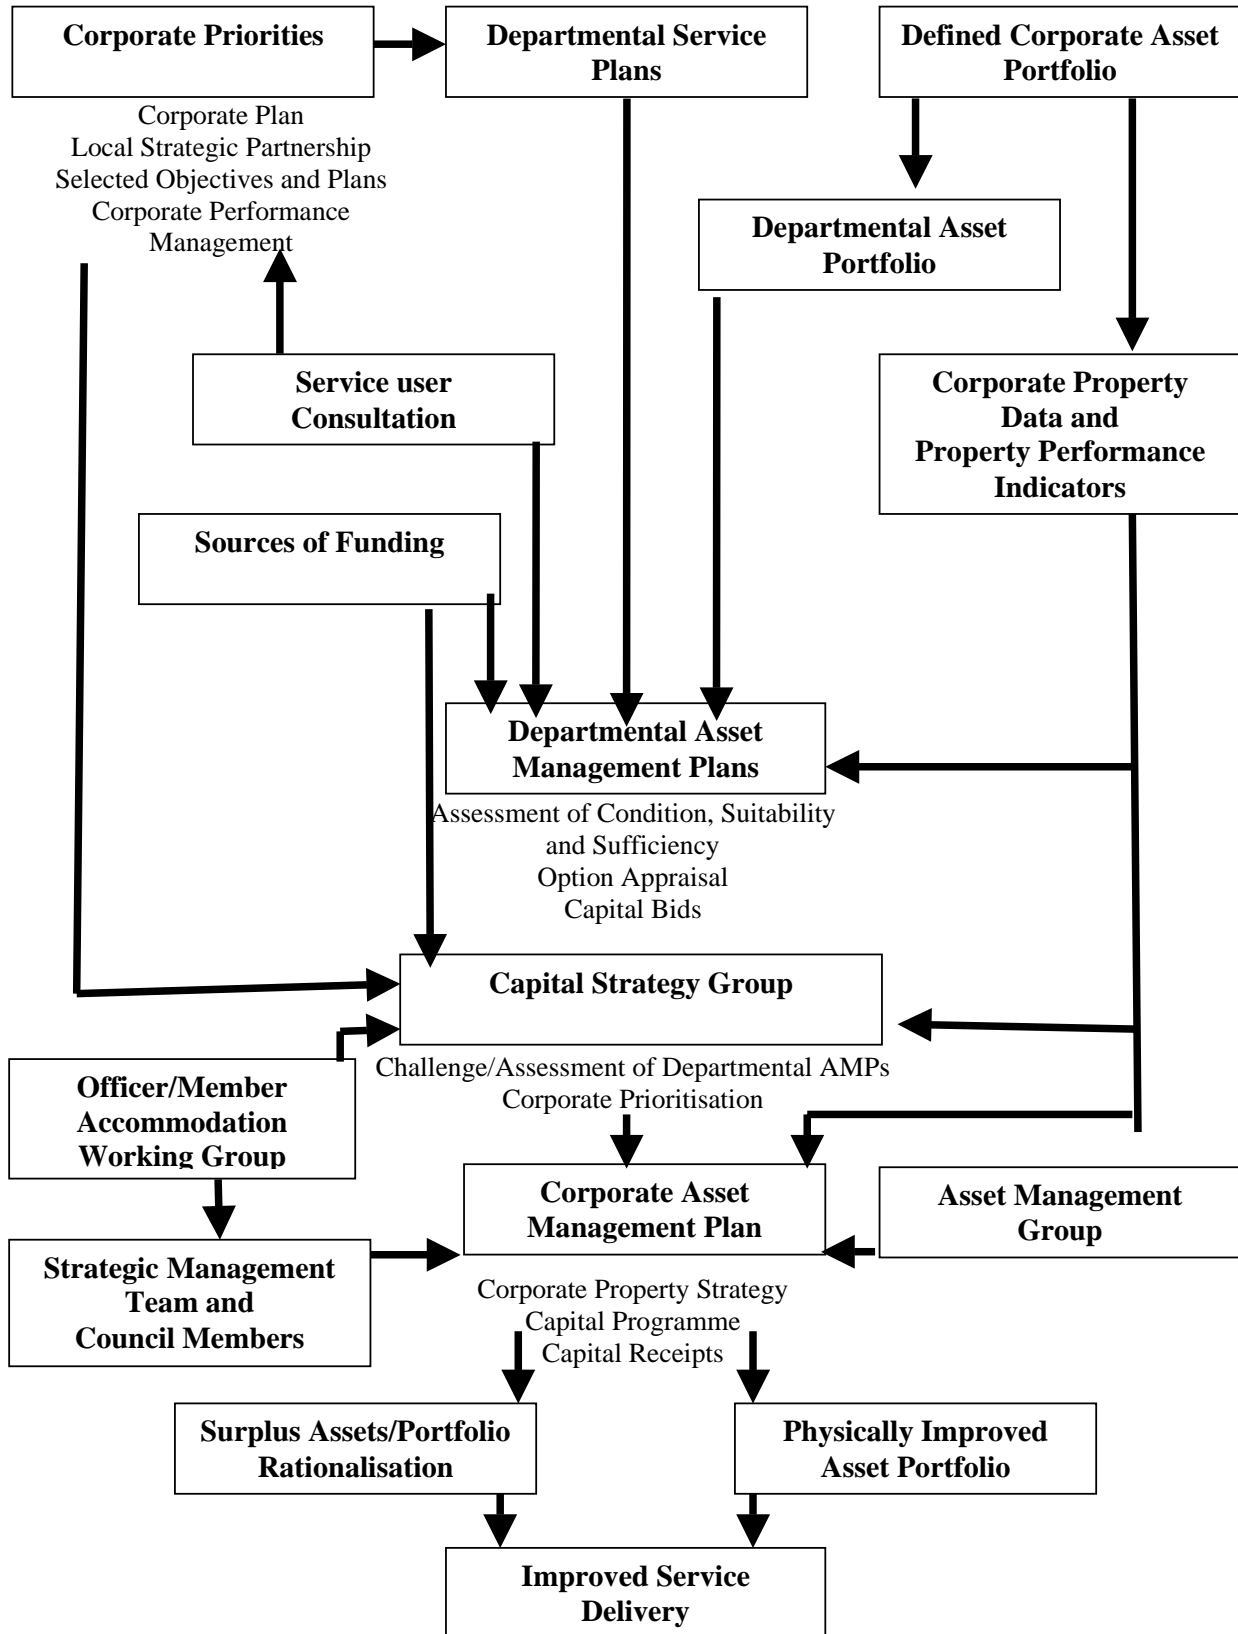 Corporate Priorities
Departmental Service
Plans
Defined Corporate Asset
Portfolio
Corporate Plan
Local Strategic Partnership
Selected Objectives and Plans
Corporate Performance
Management
Departmental Asset
Portfolio
Service user
Consultation
Corporate Property
Data and
Property Performance
Indicators
Sources of Funding
Departmental Asset
Management Plans
Assessment of Condition, Suitability
and Sufficiency
Option Appraisal
Capital Bids
Capital Strategy Group
Challenge/Assessment of Departmental AMPs
Corporate Prioritisation
Officer/Member
Accommodation
Working Group
Corporate Asset
Management Plan
Asset Management
Group
Strategic Management
Team and
Council Members
Corporate Property Strategy
Capital Programme
Capital Receipts
Surplus Assets/Portfolio
Rationalisation
Physically Improved
Asset Portfolio
Improved Service
Delivery